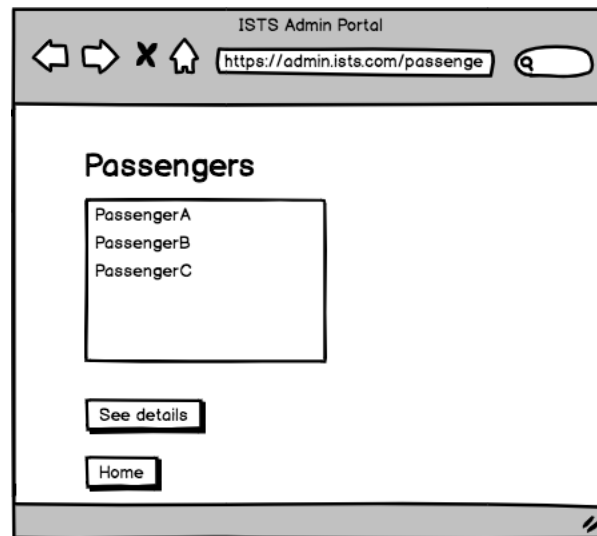 ISTS Admin Portal
https://admin.ists.com/passenge
Passengers
PassengerA
PassengerB
PassengerC
See details
Home